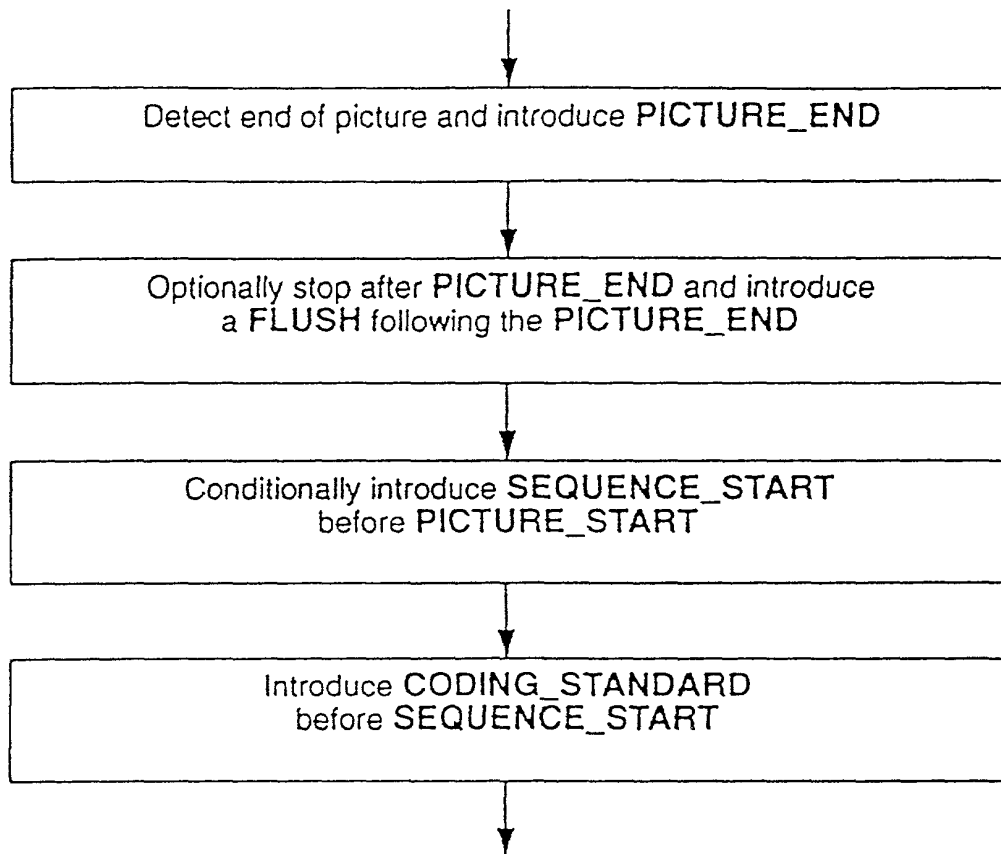 Detect end of picture and introduce PICTURE_END
Optionally stop after PICTURE_END and introduce
a FLUSH following the PICTURE_END
Conditionally introduce SEQUENCE_START
before PICTURE_START
Introduce CODING_STANDARD
before SEQUENCE_START